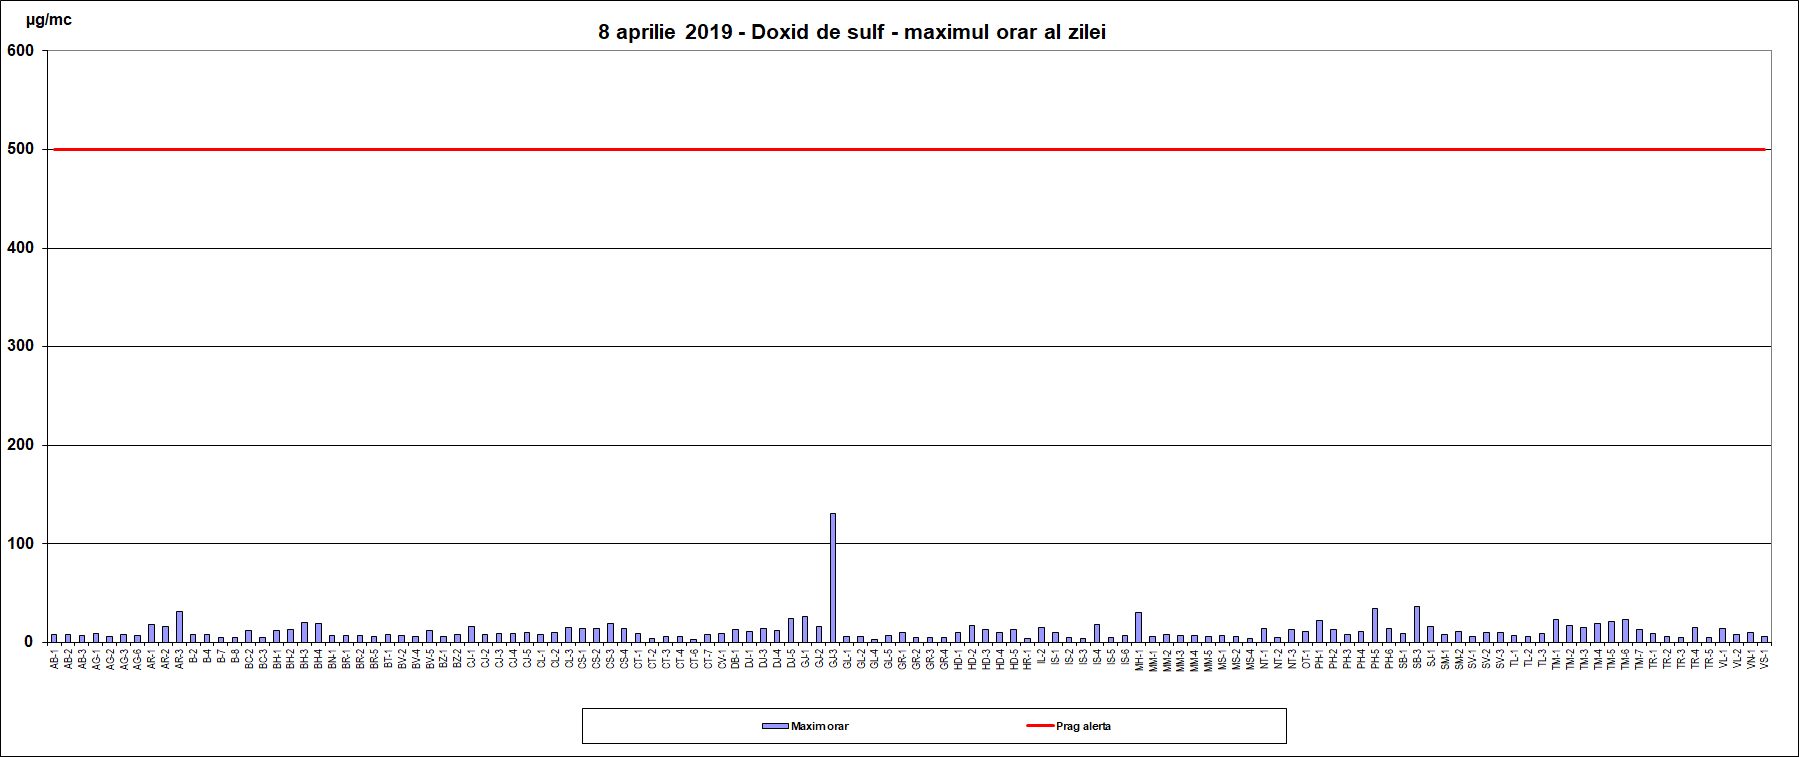 µg/mc
8 aprilie 2019 - Doxid de sulf - maximul orar al zilei
600
500
400
300
200
100
0
AB-1 AB-2 AB-3 AG-1 AG-2 AG-3 AG-6 AR-1 AR-2 AR-3 B-2 B-4 B-7 B-8 BC-2 BC-3 BH-1 BH-2 BH-3 BH-4 BN-1 BR-1 BR-2 BR-5 BT-1 BV-2 BV-4 BV-5 BZ-1 BZ-2 CJ-1 CJ-2 CJ-3 CJ-4 CJ-5 CL-1 CL-2 CL-3 CS-1 CS-2 CS-3 CS-4 CT-1 CT-2 CT-3 CT-4 CT-6 CT-7 CV-1 DB-1 DJ-1 DJ-3 DJ-4 DJ-5 GJ-1 GJ-2 GJ-3 GL-1 GL-2 GL-4 GL-5 GR-1 GR-2 GR-3 GR-4 HD-1 HD-2 HD-3 HD-4 HD-5 HR-1 IL-2 IS-1 IS-2 IS-3 IS-4 IS-5 IS-6 MH-1 MM-1 MM-2 MM-3 MM-4 MM-5 MS-1 MS-2 MS-4 NT-1 NT-2 NT-3 OT-1 PH-1 PH-2 PH-3 PH-4 PH-5 PH-6 SB-1 SB-3 SJ-1 SM-1 SM-2 SV-1 SV-2 SV-3 TL-1 TL-2 TL-3 TM-1 TM-2 TM-3 TM-4 TM-5 TM-6 TM-7 TR-1 TR-2 TR-3 TR-4 TR-5 VL-1 VL-2 VN-1 VS-1
Maxim orar Prag alerta